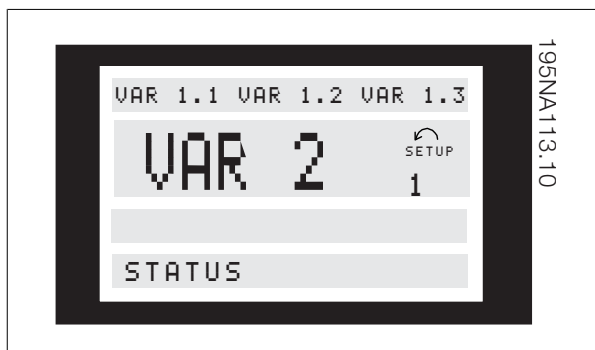 VAR 1.1 VAR 1.2 VAR 1.3
VAR 2
SETUP
1
STATUS
195NA113.10